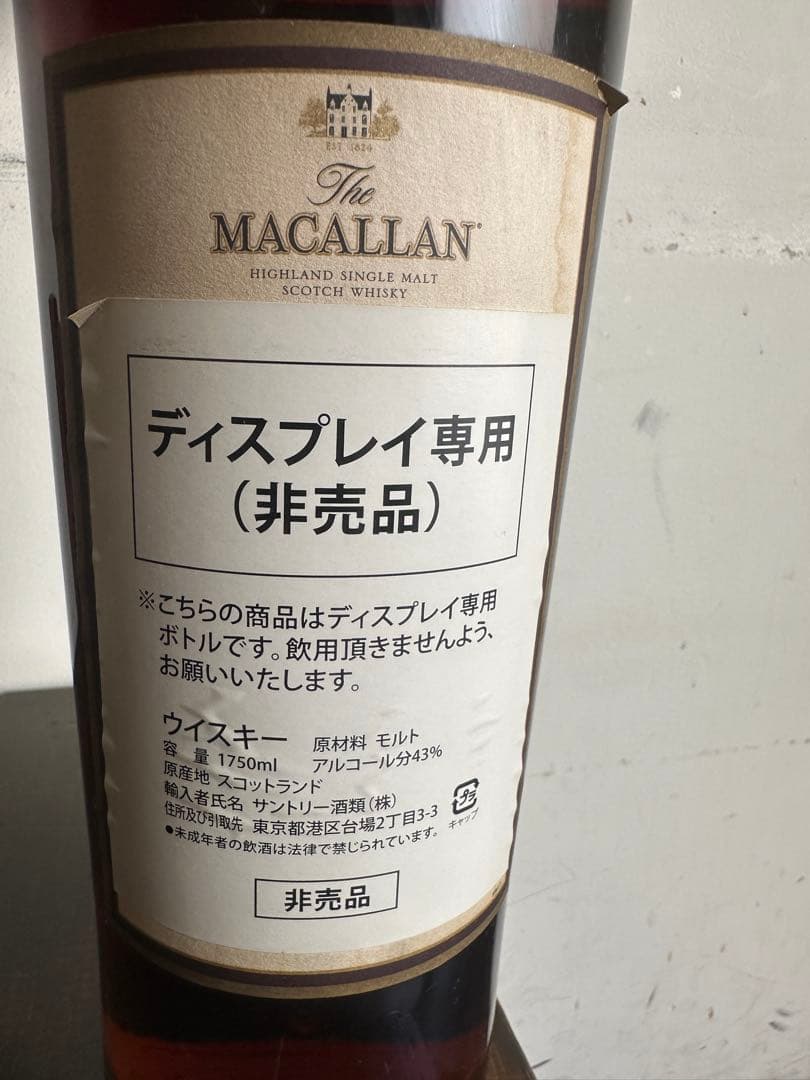 EST 1824
The
MACALLAN®
HIGHLAND SINGLE MALT
SCOTCH WHISKY
ディスプレイ専用
（非売品）
※こちらの商品はディスプレイ専用
ボトルです。飲用頂きませんよう、
お願いいたします。
ウイスキー 原材料 モルト
容 量 1750ml アルコール分43%
原産地 スコットランド
輸入者氏名 サントリー酒類（株）
住所及び引取先 東京都港区台場2丁目3-3
プラ
キャップ
●未成年者の飲酒は法律で禁じられています。
非売品